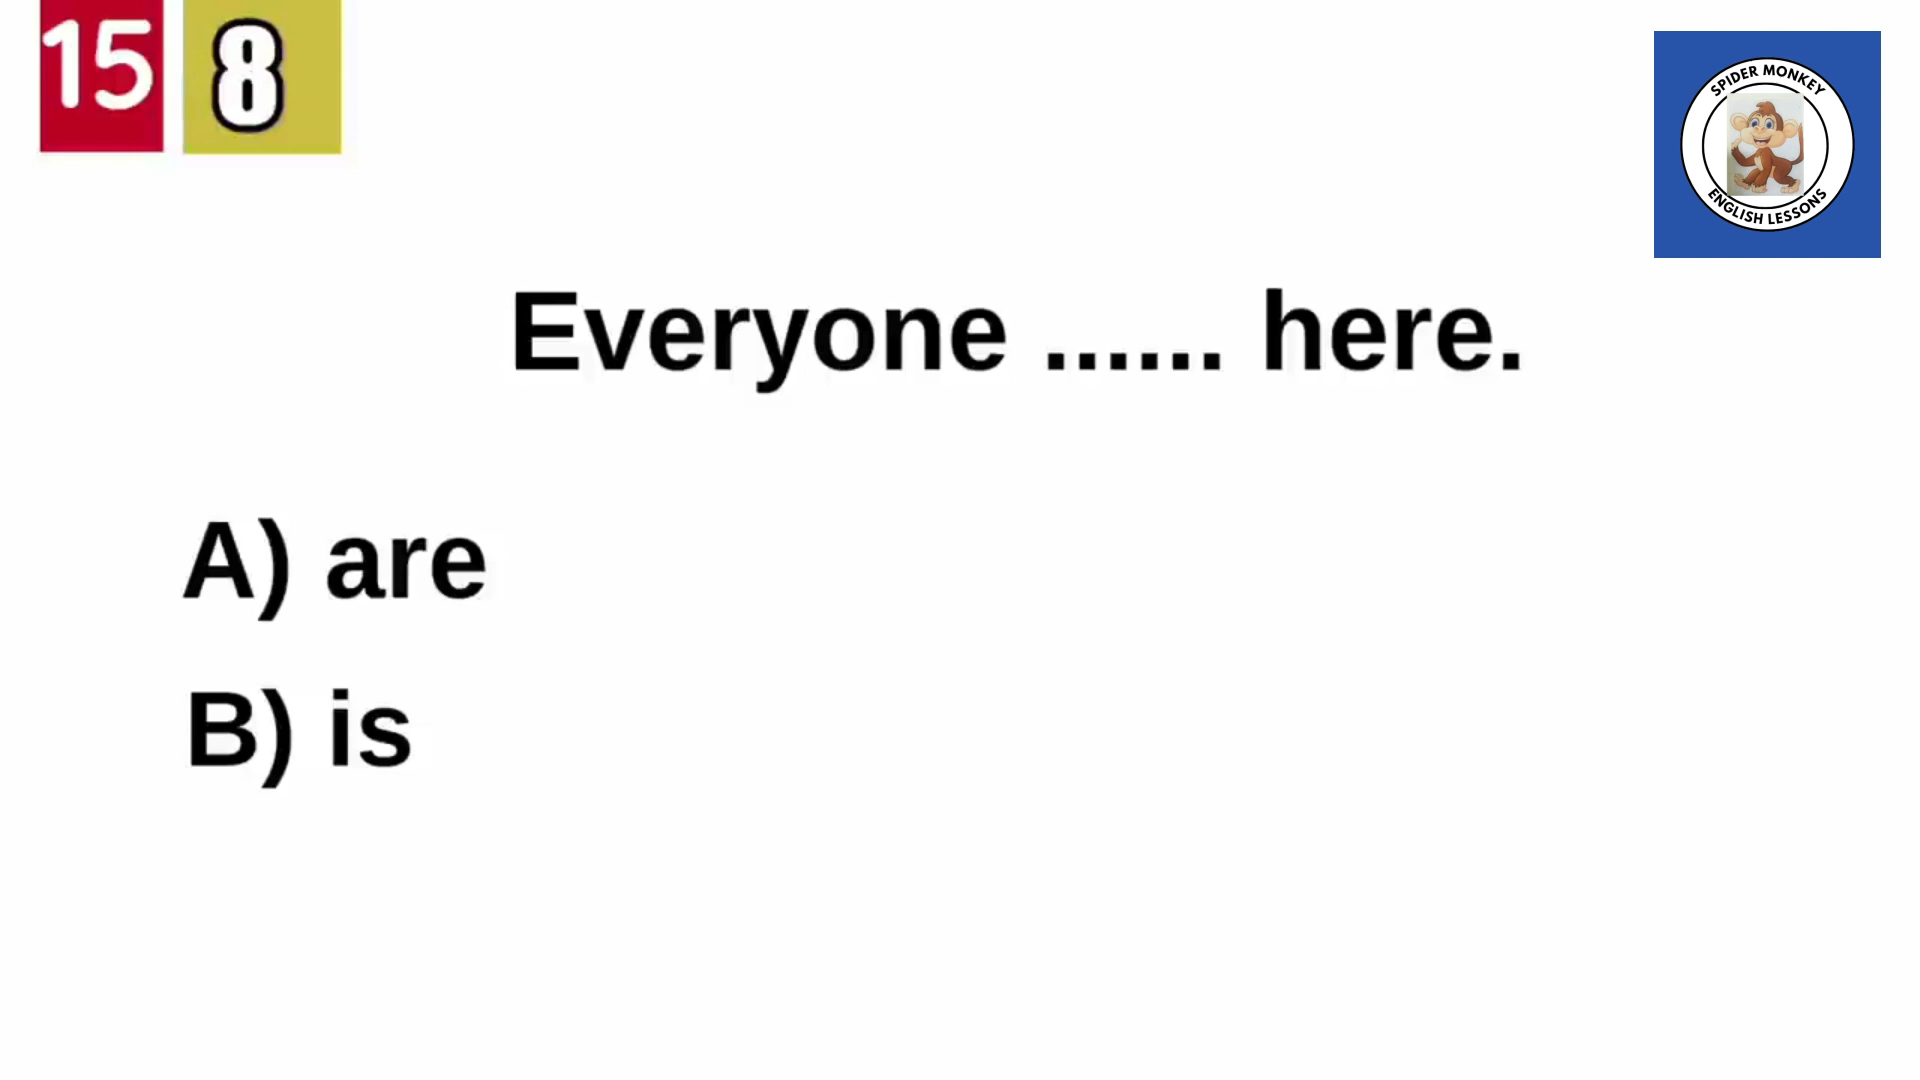 15 8
SPIDER MONKEY
ENGLISH LESSONS
Everyone ...... here.
A) are
B) is